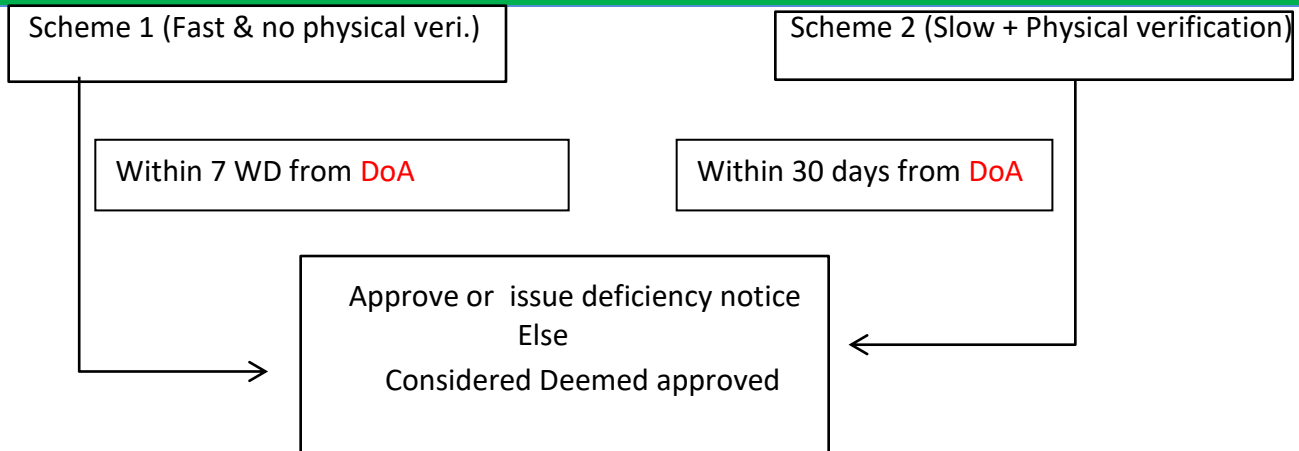 Scheme 1 (Fast & no physical veri.)
Scheme 2 (Slow + Physical verification)
Within 7 WD from DoA
Within 30 days from DoA
Approve or issue deficiency notice
Else
Considered Deemed approved